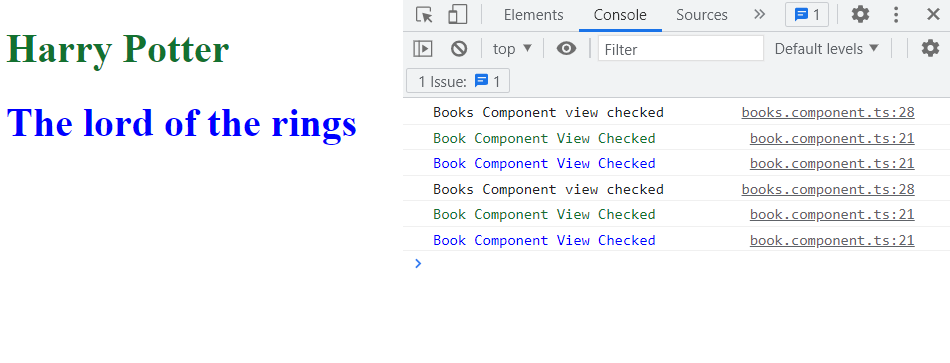 Harry Potter
The lord of the rings
Elements Console Sources 1
top Filter Default levels
1 Issue: 1
Books Component view checked books.component.ts:28
Book Component View Checked book.component.ts:21
Book Component View Checked book.component.ts:21
Books Component view checked books.component.ts:28
Book Component View Checked book.component.ts:21
Book Component View Checked book.component.ts:21